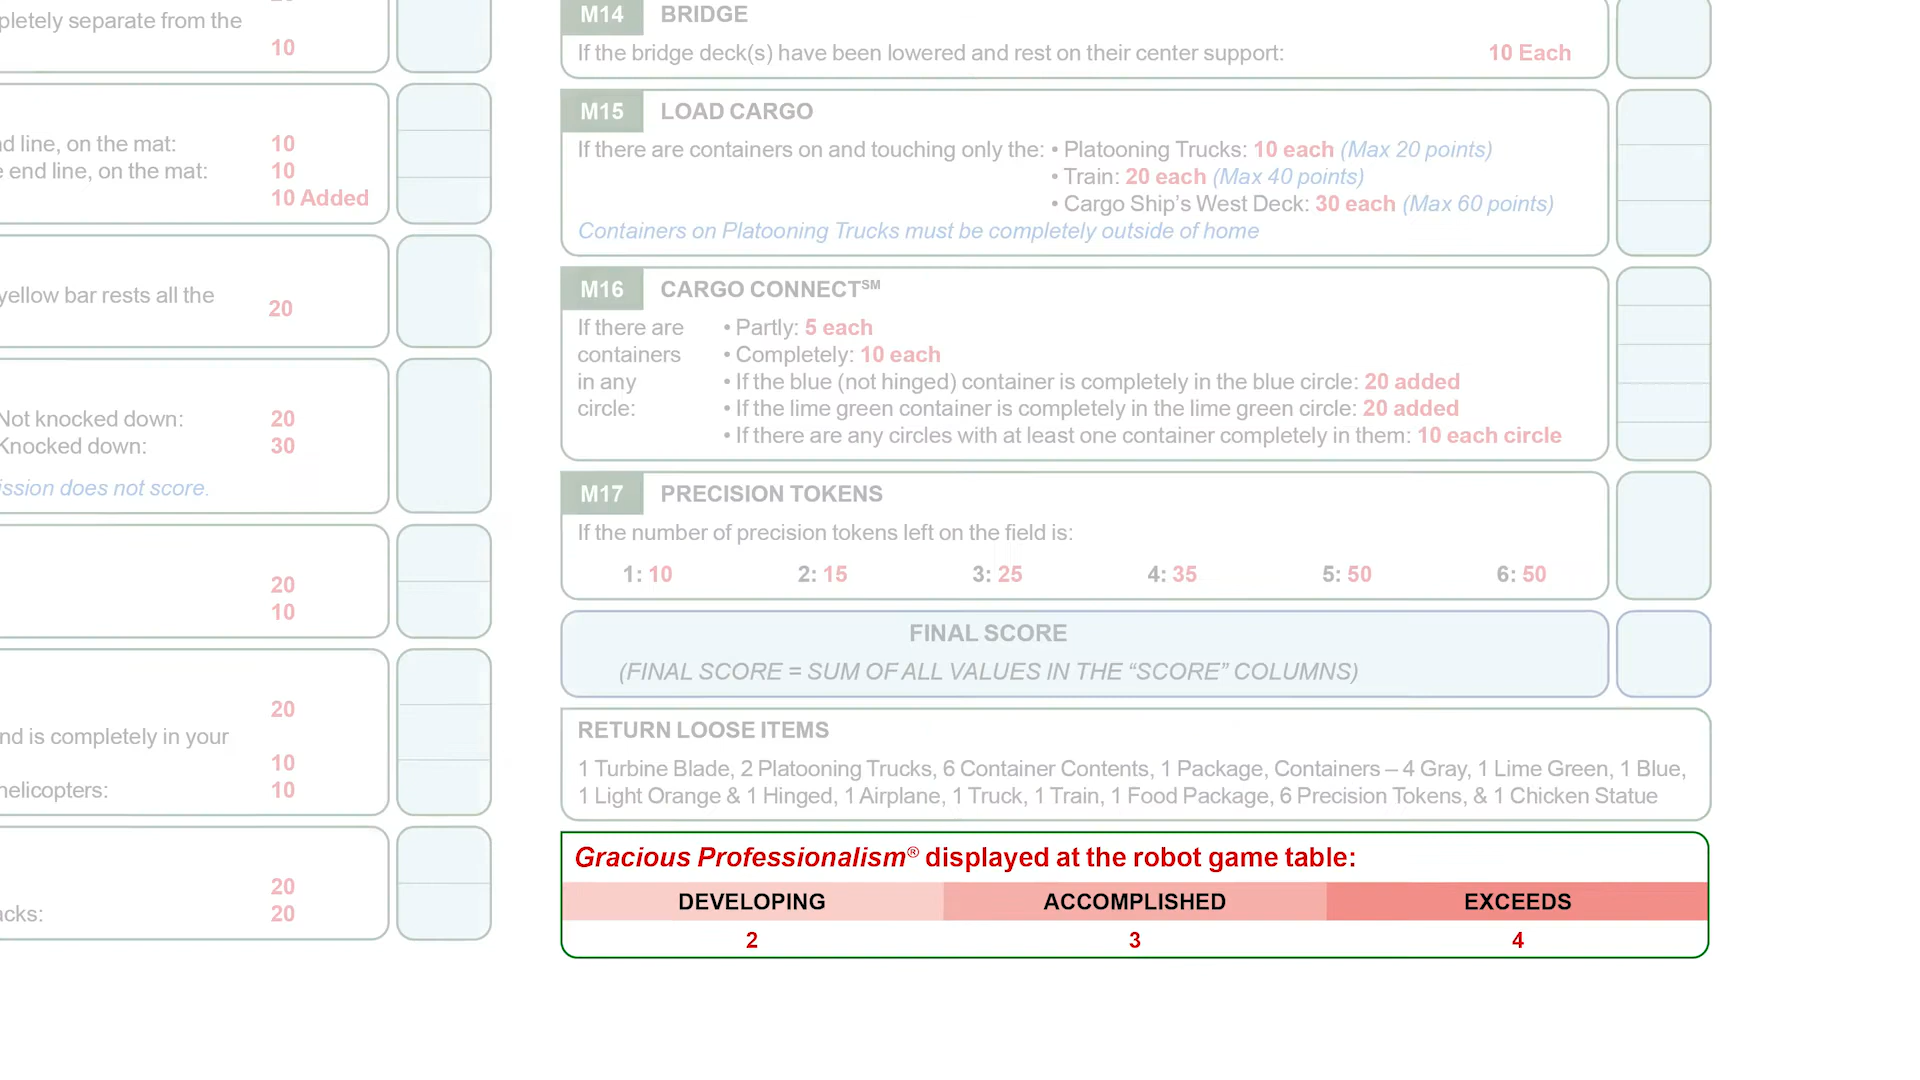 pletely separate from the
10
nd line, on the mat:
10
e end line, on the mat:
10
10 Added
yellow bar rests all the
20
Not knocked down:
20
Knocked down:
30
ission does not score.
20
10
20
nd is completely in your
10
helicopters:
10
20
acks:
20
M14 BRIDGE
If the bridge deck(s) have been lowered and rest on their center support: 10 Each
M15 LOAD CARGO
If there are containers on and touching only the: • Platooning Trucks: 10 each (Max 20 points)
• Train: 20 each (Max 40 points)
• Cargo Ship's West Deck: 30 each (Max 60 points)
Containers on Platooning Trucks must be completely outside of home
M16 CARGO CONNECT℠
If there are • Partly: 5 each
containers • Completely: 10 each
in any • If the blue (not hinged) container is completely in the blue circle: 20 added
circle: • If the lime green container is completely in the lime green circle: 20 added
• If there are any circles with at least one container completely in them: 10 each circle
M17 PRECISION TOKENS
If the number of precision tokens left on the field is:
1: 10 2: 15 3: 25 4: 35 5: 50 6: 50
FINAL SCORE
(FINAL SCORE = SUM OF ALL VALUES IN THE “SCORE” COLUMNS)
RETURN LOOSE ITEMS
1 Turbine Blade, 2 Platooning Trucks, 6 Container Contents, 1 Package, Containers – 4 Gray, 1 Lime Green, 1 Blue,
1 Light Orange & 1 Hinged, 1 Airplane, 1 Truck, 1 Train, 1 Food Package, 6 Precision Tokens, & 1 Chicken Statue
Gracious Professionalism® displayed at the robot game table:
DEVELOPING ACCOMPLISHED EXCEEDS
2 3 4